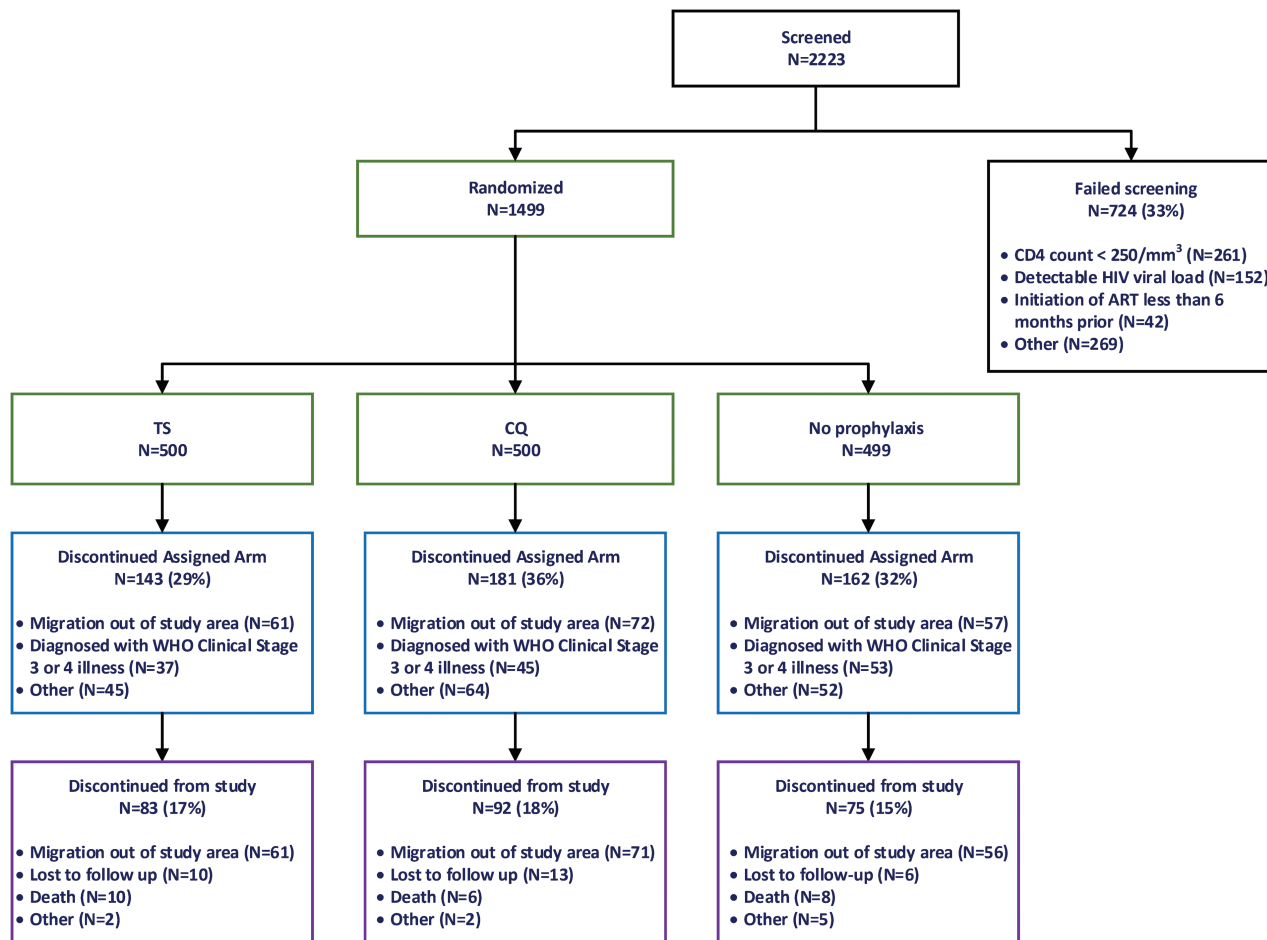 Screened
N=2223
Randomized
N=1499
Failed screening
N=724 (33%)
• CD4 count < 250/mm³ (N=261)
• Detectable HIV viral load (N=152)
• Initiation of ART less than 6
months prior (N=42)
• Other (N=269)
TS
N=500
CQ
N=500
No prophylaxis
N=499
Discontinued Assigned Arm
N=143 (29%)
• Migration out of study area (N=61)
• Diagnosed with WHO Clinical Stage
3 or 4 illness (N=37)
• Other (N=45)
Discontinued Assigned Arm
N=181 (36%)
• Migration out of study area (N=72)
• Diagnosed with WHO Clinical Stage
3 or 4 illness (N=45)
• Other (N=64)
Discontinued Assigned Arm
N=162 (32%)
• Migration out of study area (N=57)
• Diagnosed with WHO Clinical Stage
3 or 4 illness (N=53)
• Other (N=52)
Discontinued from study
N=83 (17%)
• Migration out of study area (N=61)
• Lost to follow up (N=10)
• Death (N=10)
• Other (N=2)
Discontinued from study
N=92 (18%)
• Migration out of study area (N=71)
• Lost to follow up (N=13)
• Death (N=6)
• Other (N=2)
Discontinued from study
N=75 (15%)
• Migration out of study area (N=56)
• Lost to follow-up (N=6)
• Death (N=8)
• Other (N=5)